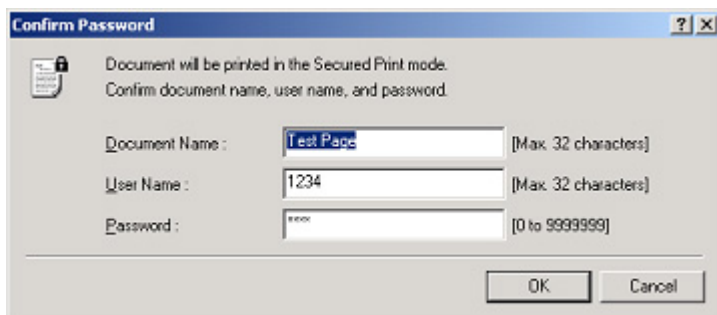 Confirm Password
Document will be printed in the Secured Print mode.
Confirm document name, user name, and password.
Document Name : Test Page [Max. 32 characters]
User Name : 1234 [Max. 32 characters]
Password : **** [0 to 9999999]
OK Cancel